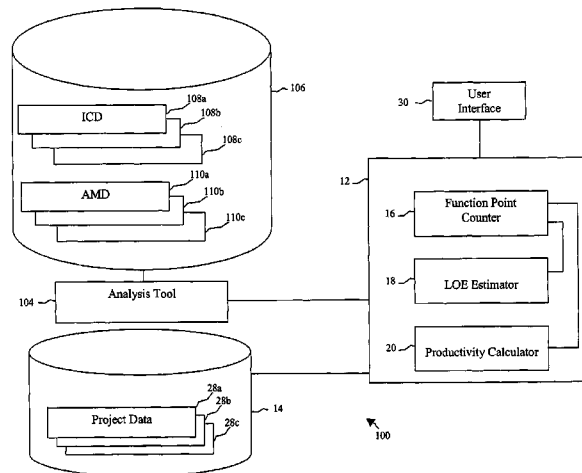 108a
ICD
108b
108c
106
110a
AMD
110b
110c
104
Analysis Tool
28a
28b
Project Data
28c
14
30
User
Interface
12
16
Function Point
Counter
18
LOE Estimator
20
Productivity Calculator
100